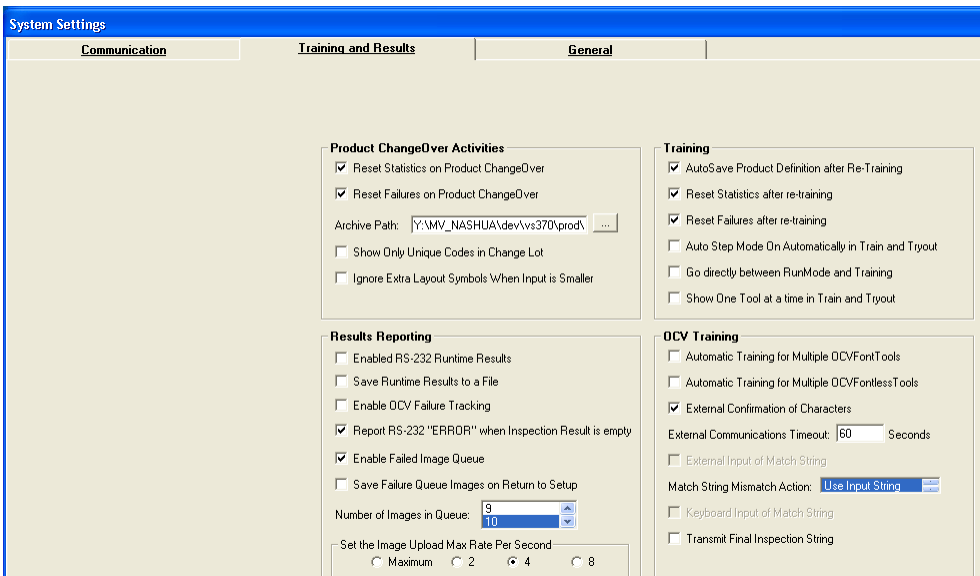 System Settings
Communication
Training and Results
General
Product ChangeOver Activities
Reset Statistics on Product ChangeOver
Reset Failures on Product ChangeOver
Archive Path: Y:\MV_NASHUA\dev\vs370\prod\ ...
Show Only Unique Codes in Change Lot
Ignore Extra Layout Symbols When Input is Smaller
Training
AutoSave Product Definition after Re-Training
Reset Statistics after re-training
Reset Failures after re-training
Auto Step Mode On Automatically in Train and Tryout
Go directly between RunMode and Training
Show One Tool at a time in Train and Tryout
Results Reporting
Enabled RS-232 Runtime Results
Save Runtime Results to a File
Enable OCV Failure Tracking
Report RS-232 "ERROR" when Inspection Result is empty
Enable Failed Image Queue
Save Failure Queue Images on Return to Setup
Number of Images in Queue: 9
10
Set the Image Upload Max Rate Per Second
Maximum 2 4 8
OCV Training
Automatic Training for Multiple OCVFontTools
Automatic Training for Multiple OCVFontlessTools
External Confirmation of Characters
External Communications Timeout: 60 Seconds
External Input of Match String
Match String Mismatch Action: Use Input String
Keyboard Input of Match String
Transmit Final Inspection String